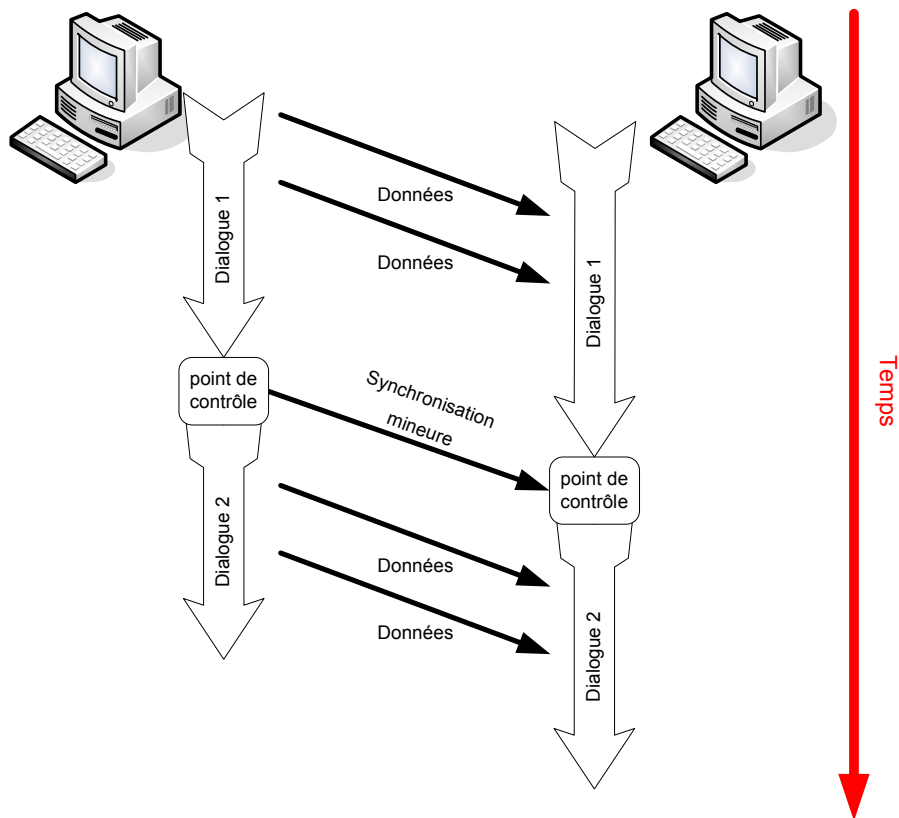 Données
Dialogue 1
Données
Dialogue 1
point de
contrôle
Synchronisation
mineure
Temps
point de
contrôle
Dialogue 2
Données
Données
Dialogue 2